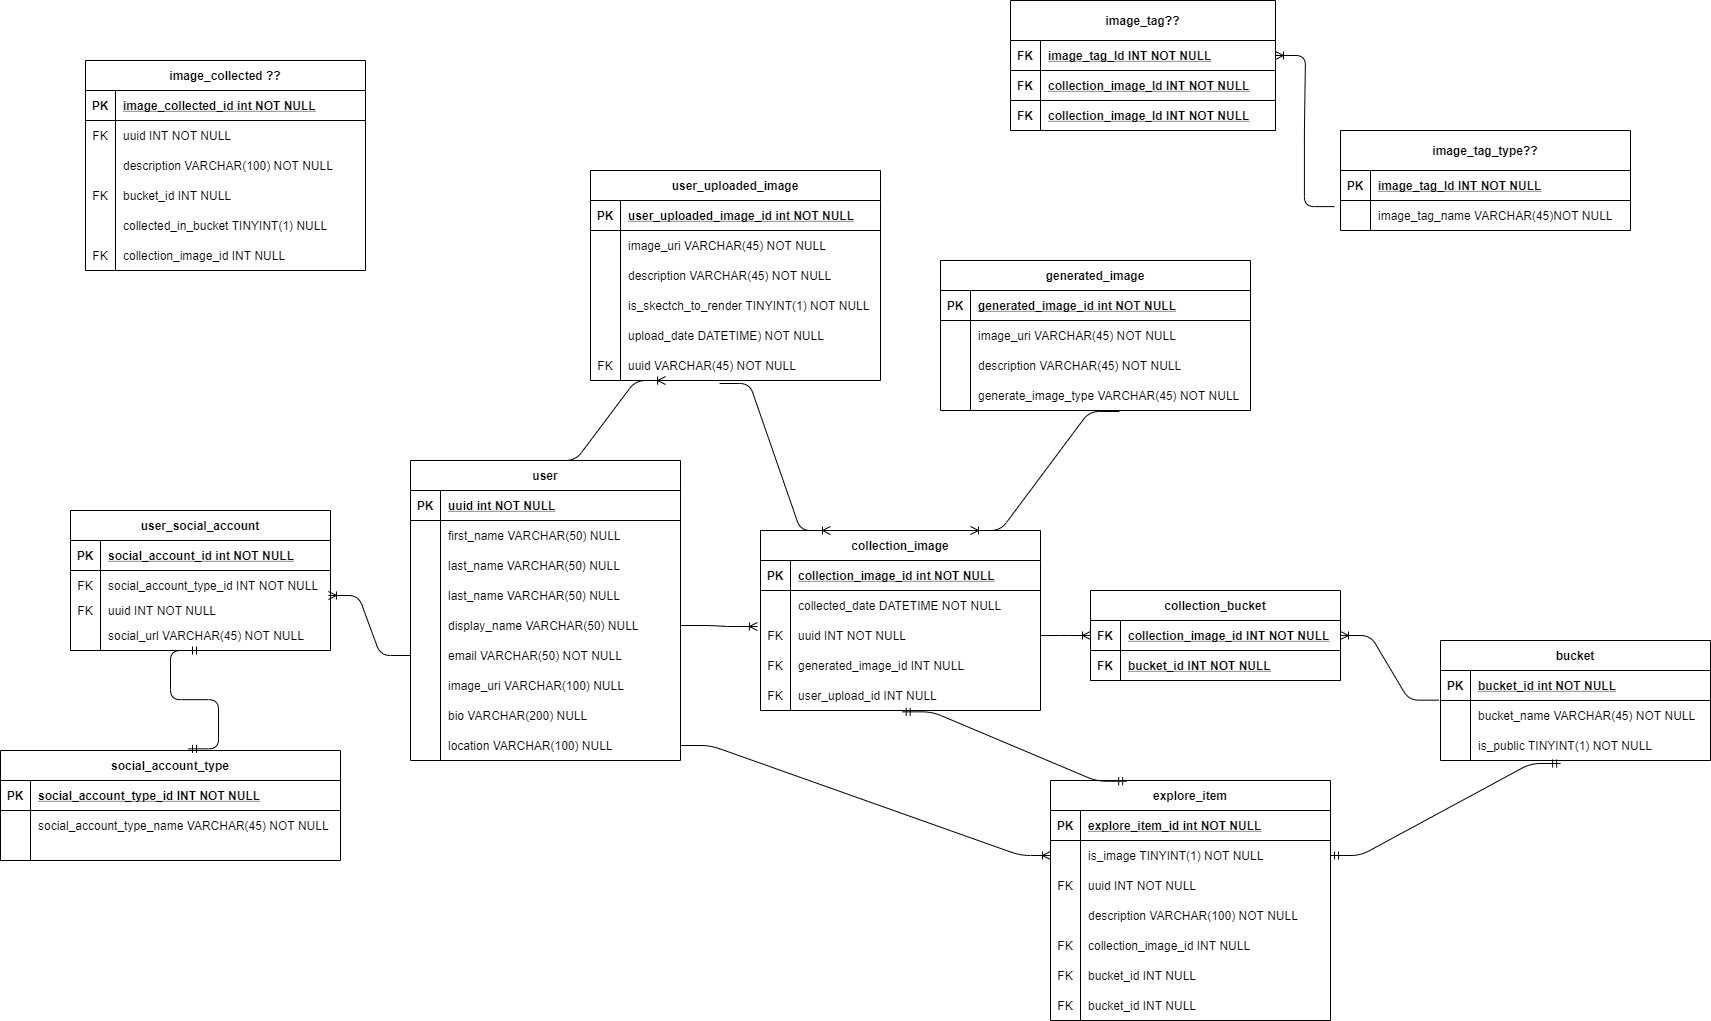 image_tag??
FK image_tag_Id INT NOT NULL
FK collection_image_Id INT NOT NULL
FK collection_image_Id INT NOT NULL
image_collected ??
PK image_collected_id int NOT NULL
FK uuid INT NOT NULL
description VARCHAR(100) NOT NULL
FK bucket_id INT NULL
collected_in_bucket TINYINT(1) NULL
FK collection_image_id INT NULL
image_tag_type??
PK image_tag_Id INT NOT NULL
image_tag_name VARCHAR(45)NOT NULL
user_uploaded_image
PK user_uploaded_image_id int NOT NULL
image_uri VARCHAR(45) NOT NULL
description VARCHAR(45) NOT NULL
is_skectch_to_render TINYINT(1) NOT NULL
upload_date DATETIME) NOT NULL
FK uuid VARCHAR(45) NOT NULL
generated_image
PK generated_image_id int NOT NULL
image_uri VARCHAR(45) NOT NULL
description VARCHAR(45) NOT NULL
generate_image_type VARCHAR(45) NOT NULL
user
PK uuid int NOT NULL
first_name VARCHAR(50) NULL
last_name VARCHAR(50) NULL
last_name VARCHAR(50) NULL
display_name VARCHAR(50) NULL
email VARCHAR(50) NOT NULL
image_uri VARCHAR(100) NULL
bio VARCHAR(200) NULL
location VARCHAR(100) NULL
user_social_account
PK social_account_id int NOT NULL
FK social_account_type_id INT NOT NULL
FK uuid INT NOT NULL
social_url VARCHAR(45) NOT NULL
collection_image
PK collection_image_id int NOT NULL
collected_date DATETIME NOT NULL
FK uuid INT NOT NULL
FK generated_image_id INT NULL
FK user_upload_id INT NULL
collection_bucket
FK collection_image_id INT NOT NULL
FK bucket_id INT NOT NULL
bucket
PK bucket_id int NOT NULL
bucket_name VARCHAR(45) NOT NULL
is_public TINYINT(1) NOT NULL
social_account_type
PK social_account_type_id INT NOT NULL
social_account_type_name VARCHAR(45) NOT NULL
explore_item
PK explore_item_id int NOT NULL
is_image TINYINT(1) NOT NULL
FK uuid INT NOT NULL
description VARCHAR(100) NOT NULL
FK collection_image_id INT NULL
FK bucket_id INT NULL
FK bucket_id INT NULL